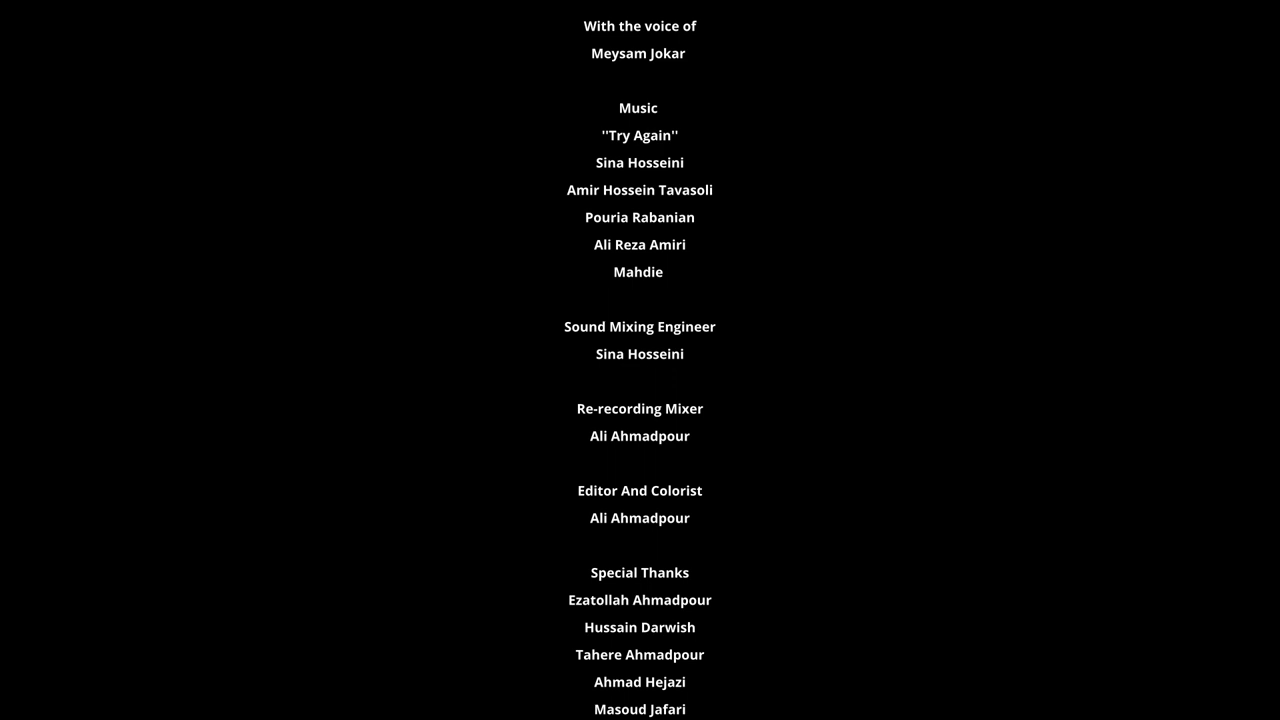 With the voice of
Meysam Jokar
Music
''Try Again''
Sina Hosseini
Amir Hossein Tavasoli
Pouria Rabanian
Ali Reza Amiri
Mahdie
Sound Mixing Engineer
Sina Hosseini
Re-recording Mixer
Ali Ahmadpour
Editor And Colorist
Ali Ahmadpour
Special Thanks
Ezatollah Ahmadpour
Hussain Darwish
Tahere Ahmadpour
Ahmad Hejazi
Masoud Jafari